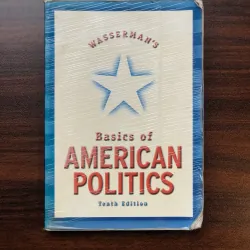 WASSERMAN'S
Basics of
AMERICAN
POLITICS
Tenth Edition